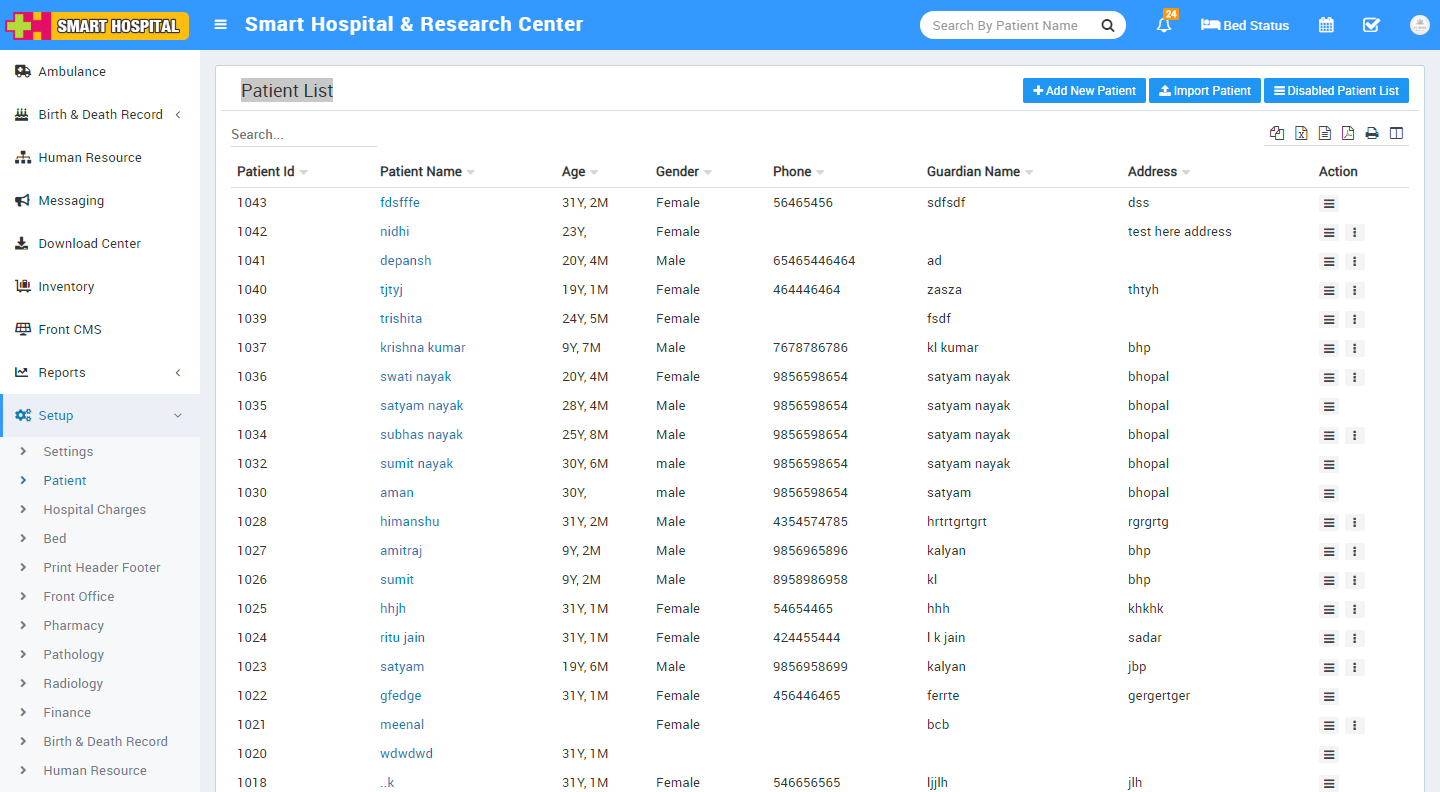 SMART HOSPITAL
Smart Hospital & Research Center
Search By Patient Name
24
Bed Status
Ambulance
Birth & Death Record
Human Resource
Messaging
Download Center
Inventory
Front CMS
Reports
Setup
Settings
Patient
Hospital Charges
Bed
Print Header Footer
Front Office
Pharmacy
Pathology
Radiology
Finance
Birth & Death Record
Human Resource
Patient List
Add New Patient
Import Patient
Disabled Patient List
Search...
Patient Id Patient Name Age Gender Phone Guardian Name Address Action
1043 fdsfffe 31Y, 2M Female 56465456 sdfsdf dss
1042 nidhi 23Y, Female test here address
1041 depansh 20Y, 4M Male 65465446464 ad
1040 tjtyj 19Y, 1M Female 464446464 zasza thtyh
1039 trishita 24Y, 5M Female fsdf
1037 krishna kumar 9Y, 7M Male 7678786786 kl kumar bhp
1036 swati nayak 20Y, 4M Female 9856598654 satyam nayak bhopal
1035 satyam nayak 28Y, 4M Male 9856598654 satyam nayak bhopal
1034 subhas nayak 25Y, 8M Male 9856598654 satyam nayak bhopal
1032 sumit nayak 30Y, 6M male 9856598654 satyam nayak bhopal
1030 aman 30Y, male 9856598654 satyam bhopal
1028 himanshu 31Y, 2M Male 4354574785 hrtrtgrtgrt rgrgrtg
1027 amitraj 9Y, 2M Male 9856965896 kalyan bhp
1026 sumit 9Y, 2M Male 8958986958 kl bhp
1025 hhjh 31Y, 1M Female 54654465 hhh khkhk
1024 ritu jain 31Y, 1M Female 424455444 l k jain sadar
1023 satyam 19Y, 6M Male 9856958699 kalyan jbp
1022 gfedge 31Y, 1M Female 456446465 ferrte gergertger
1021 meenal Female bcb
1020 wdwdwd 31Y, 1M
1018 ..k 31Y, 1M Female 546656565 ljjlh jlh